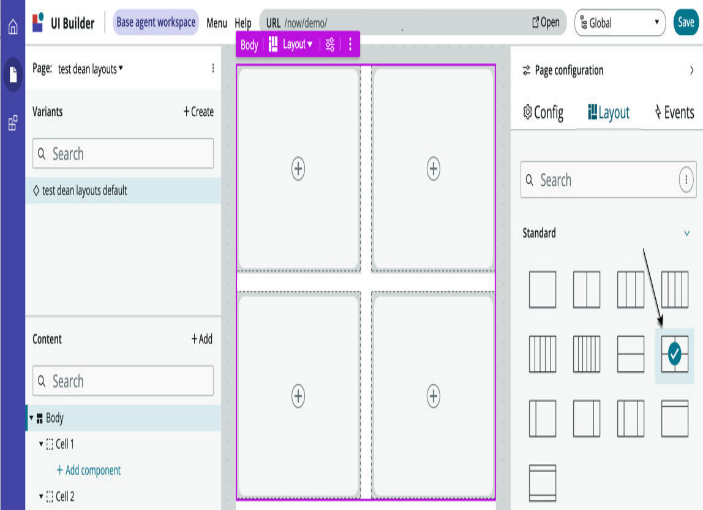 UI Builder
Base agent workspace
Menu
Help
URL /now/demo/
Open
Global
Save
Body
Layout
Page: test dean layouts
Variants
+ Create
Search
test dean layouts default
Content
+ Add
Search
Body
Cell 1
+ Add component
Cell 2
Page configuration
Config
Layout
Events
Search
Standard